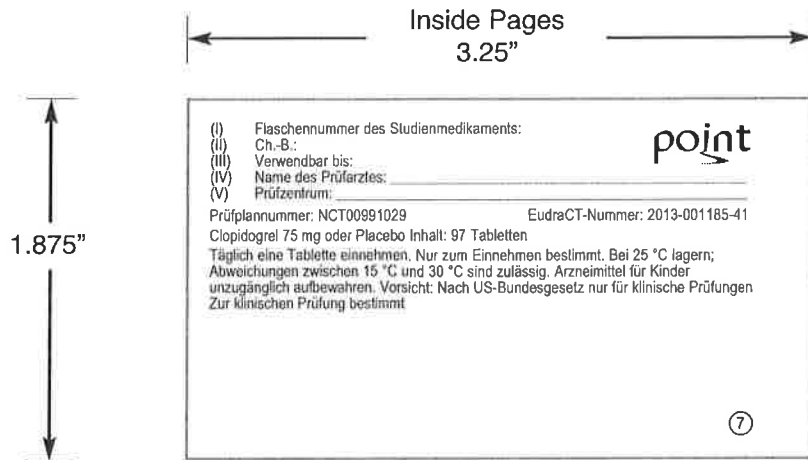 Inside Pages
3.25”
1.875”
(I) Flaschennummer des Studienmedikaments:
point
(II) Ch.-B.:
(III) Verwendbar bis:
(IV) Name des Prüfarztes:
(V) Prüfzentrum:
Prüfplannummer: NCT00991029 EudraCT-Nummer: 2013-001185-41
Clopidogrel 75 mg oder Placebo Inhalt: 97 Tabletten
Täglich eine Tablette einnehmen. Nur zum Einnehmen bestimmt. Bei 25 °C lagern;
Abweichungen zwischen 15 °C und 30 °C sind zulässig. Arzneimittel für Kinder
unzugänglich aufbewahren. Vorsicht: Nach US-Bundesgesetz nur für klinische Prüfungen
Zur klinischen Prüfung bestimmt
7